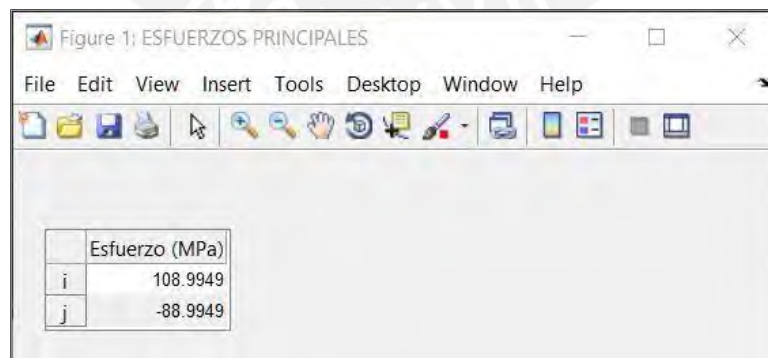 Figure 1: ESFUERZOS PRINCIPALES
File Edit View Insert Tools Desktop Window Help
Esfuerzo (MPa)
i 108.9949
j -88.9949